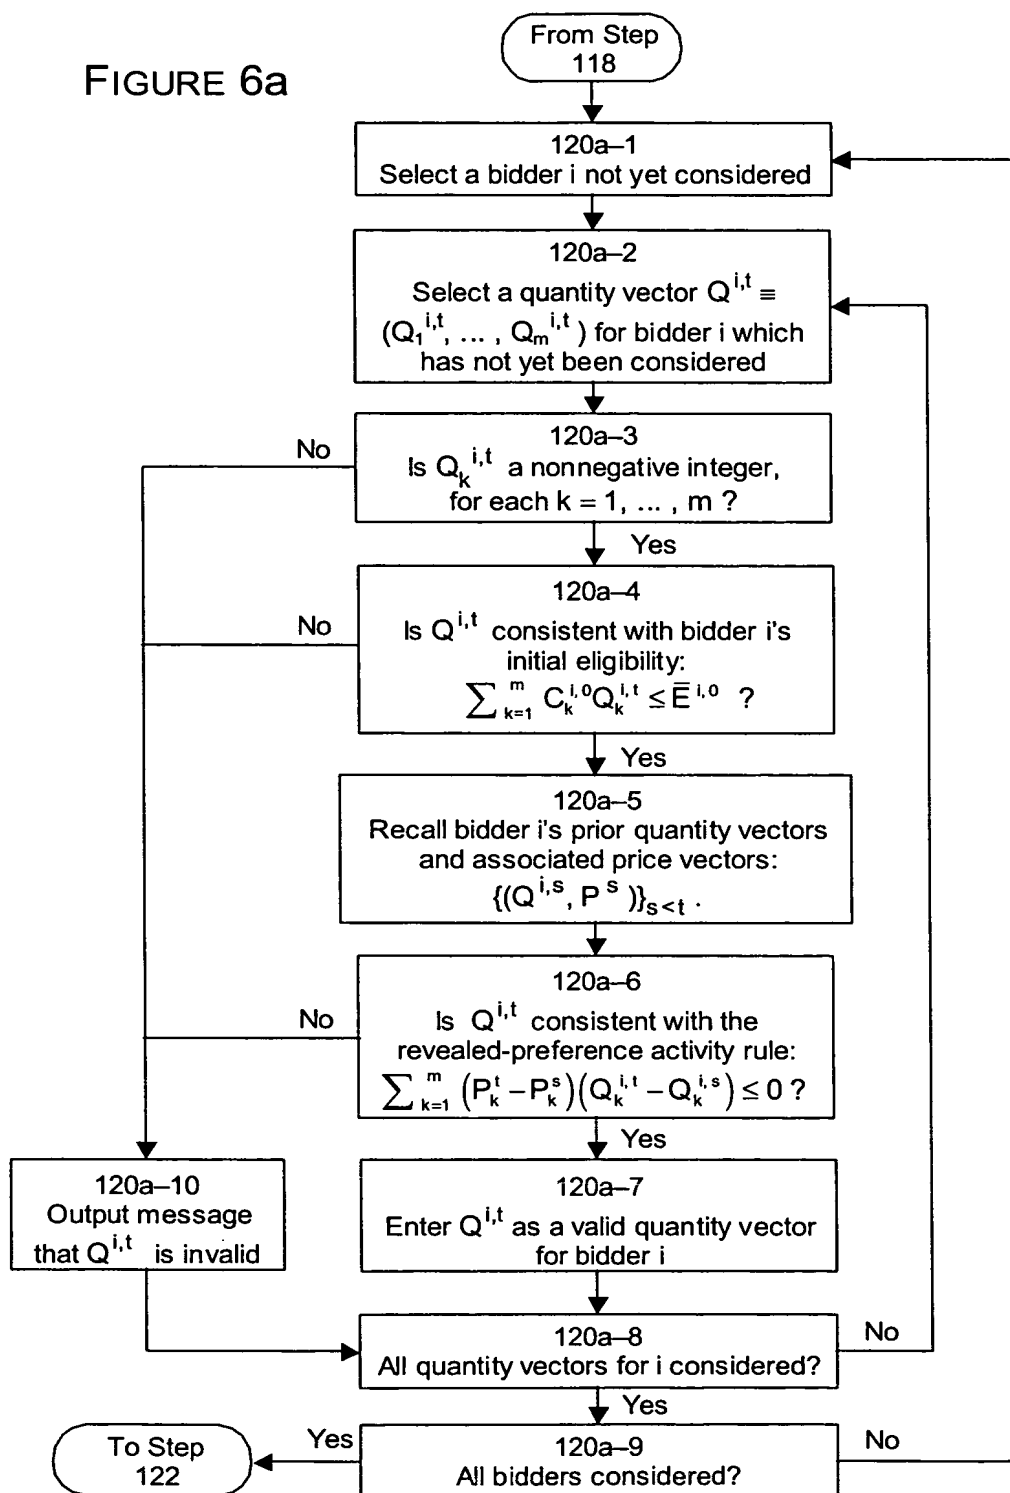 FIGURE 6a
From Step
118
120a–1
Select a bidder i not yet considered
120a–2
Select a quantity vector Q^{i,t} ≡
(Q_1^{i,t}, ... , Q_m^{i,t}) for bidder i which
has not yet been considered
120a–3
No
Is Q_k^{i,t} a nonnegative integer,
for each k = 1, ... , m ?
Yes
120a–4
No
Is Q^{i,t} consistent with bidder i's
initial eligibility:
∑_{k=1}^{m} C_k^{i,0} Q_k^{i,t} ≤ Ē^{i,0} ?
Yes
120a–5
Recall bidder i's prior quantity vectors
and associated price vectors:
{(Q^{i,s}, P^s)}_{s<t} .
120a–6
No
Is Q^{i,t} consistent with the
revealed-preference activity rule:
∑_{k=1}^{m} (P_k^t – P_k^s)(Q_k^{i,t} – Q_k^{i,s}) ≤ 0 ?
Yes
120a–10
Output message
that Q^{i,t} is invalid
120a–7
Enter Q^{i,t} as a valid quantity vector
for bidder i
120a–8
All quantity vectors for i considered?
No
Yes
120a–9
All bidders considered?
No
Yes
To Step
122